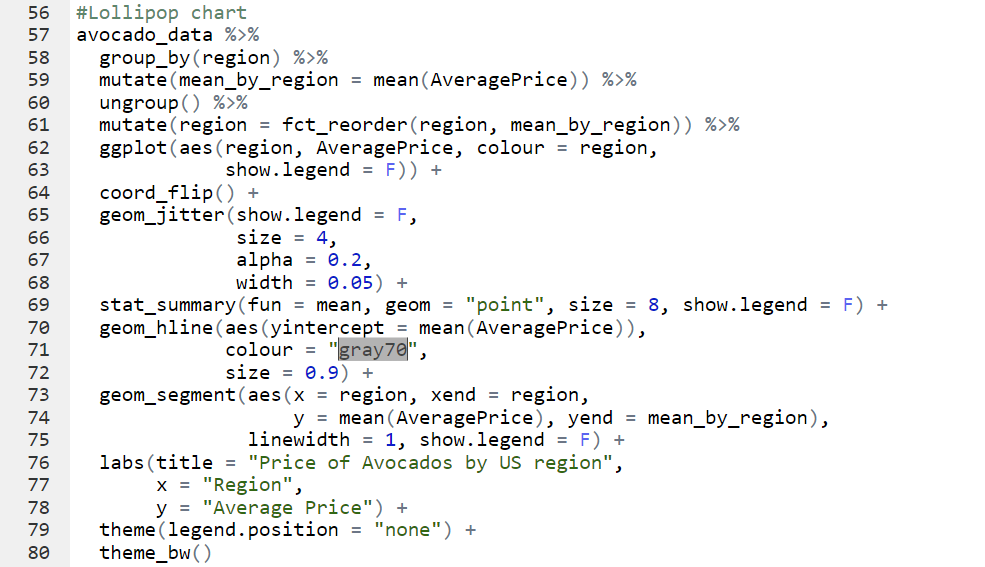 56 #Lollipop chart
57 avocado_data %>%
58   group_by(region) %>%
59   mutate(mean_by_region = mean(AveragePrice)) %>%
60   ungroup() %>%
61   mutate(region = fct_reorder(region, mean_by_region)) %>%
62   ggplot(aes(region, AveragePrice, colour = region,
63              show.legend = F)) +
64   coord_flip() +
65   geom_jitter(show.legend = F,
66               size = 4,
67               alpha = 0.2,
68               width = 0.05) +
69   stat_summary(fun = mean, geom = "point", size = 8, show.legend = F) +
70   geom_hline(aes(yintercept = mean(AveragePrice)),
71              colour = "gray70",
72              size = 0.9) +
73   geom_segment(aes(x = region, xend = region,
74                    y = mean(AveragePrice), yend = mean_by_region),
75                linewidth = 1, show.legend = F) +
76   labs(title = "Price of Avocados by US region",
77        x = "Region",
78        y = "Average Price") +
79   theme(legend.position = "none") +
80   theme_bw()